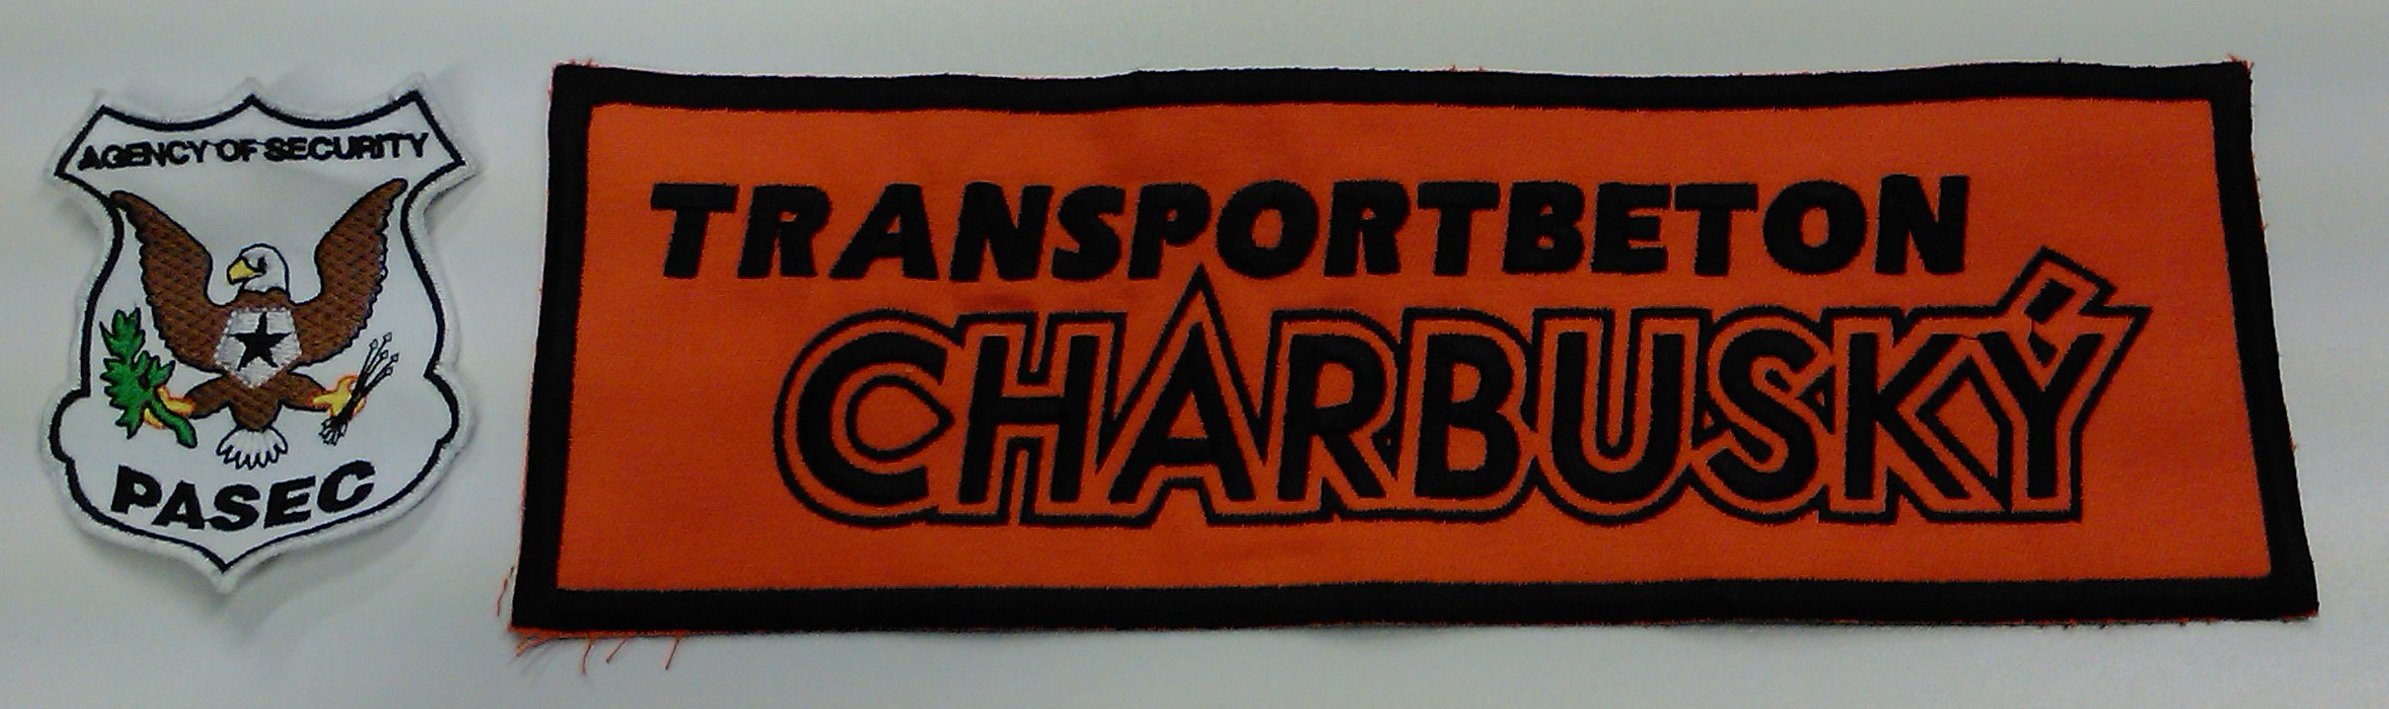 AGENCY OF SECURITY
PASEC
TRANSPORTBETON
CHARBUSKÝ